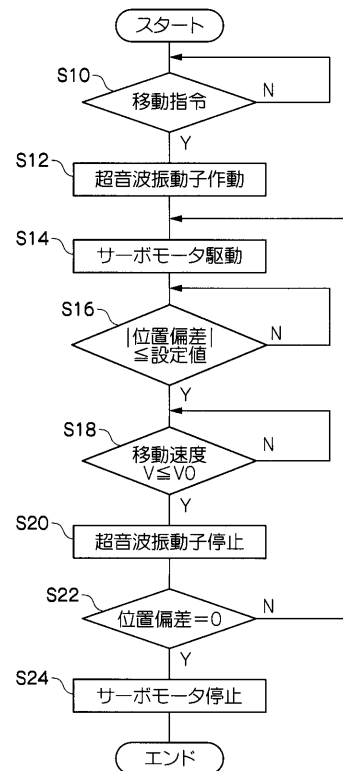 スタート
S10
移動指令
N
Y
S12
超音波振動子作動
S14
サーボモータ駆動
S16
|位置偏差|
≦設定値
N
Y
S18
移動速度
V≦V0
N
Y
S20
超音波振動子停止
S22
位置偏差=0
N
Y
S24
サーボモータ停止
エンド